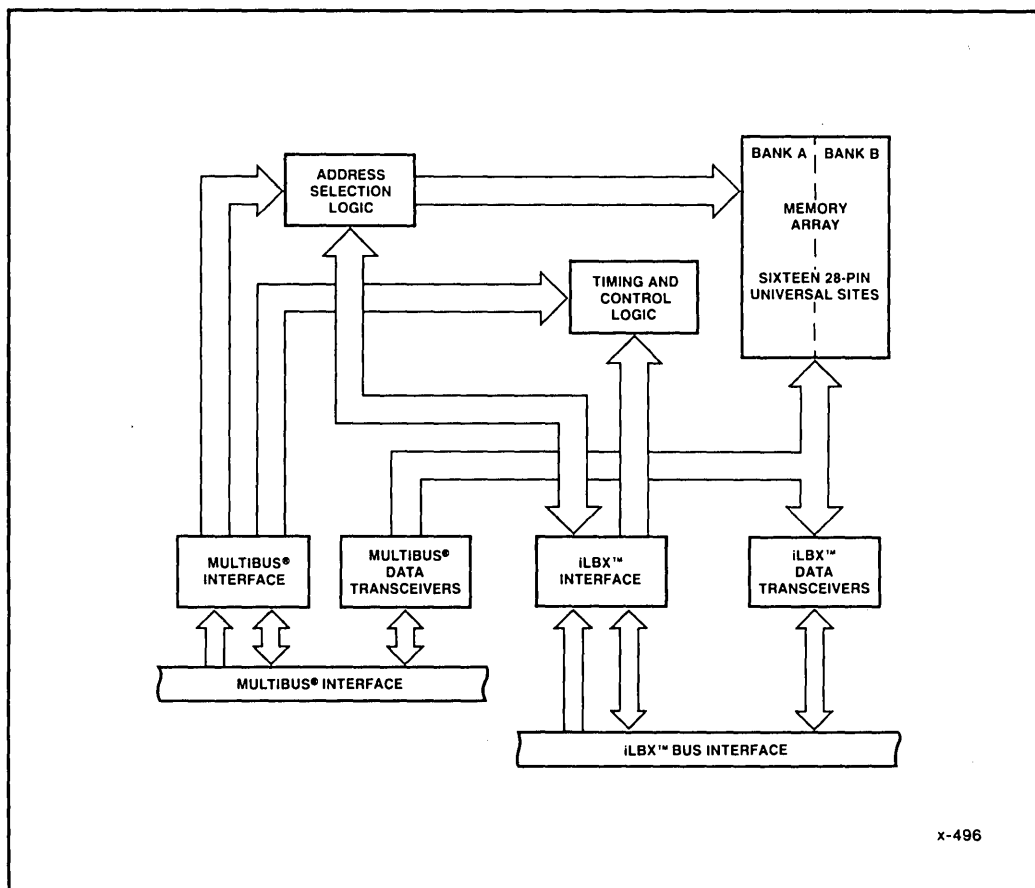 ADDRESS
SELECTION
LOGIC
BANK A
BANK B
MEMORY
ARRAY
SIXTEEN 28-PIN
UNIVERSAL SITES
TIMING AND
CONTROL
LOGIC
MULTIBUS®
INTERFACE
MULTIBUS®
DATA
TRANSCEIVERS
iLBX™
INTERFACE
iLBX™
DATA
TRANSCEIVERS
MULTIBUS® INTERFACE
iLBX™ BUS INTERFACE
x-496